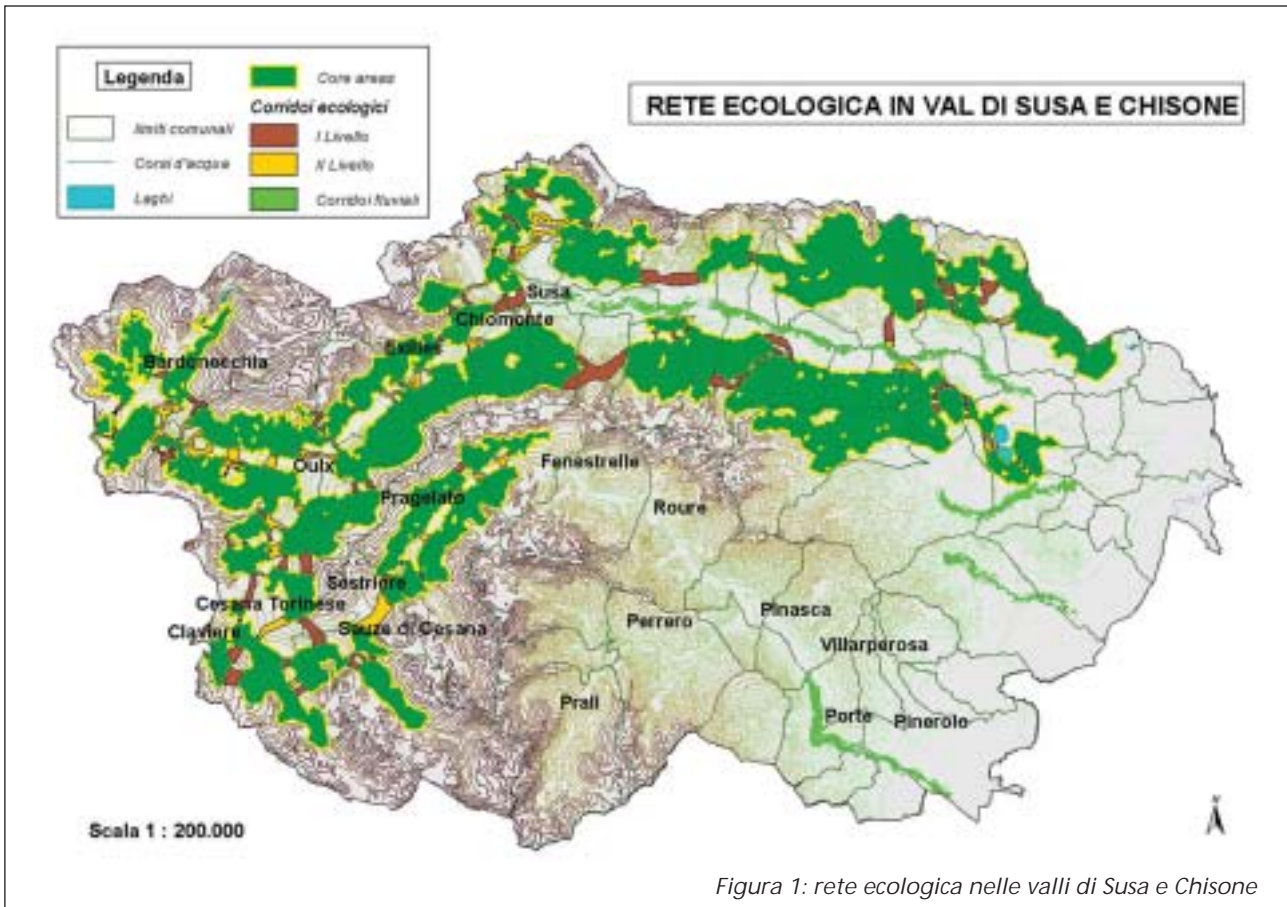 Legenda
Core areas
Corridoi ecologici
limiti comunali
I Livello
Corsi d'acqua
II Livello
Laghi
Corridoi fluviali
RETE ECOLOGICA IN VAL DI SUSA E CHISONE
Susa
Chiomonte
Exilles
Bardonecchia
Oulx
Fenestrelle
Pragelato
Roure
Sestriere
Cesana Torinese
Pinasca
Claviere
Sauze di Cesana
Perrero
Villarperosa
Prali
Porte
Pinerolo
Scala 1 : 200.000
N
Figura 1: rete ecologica nelle valli di Susa e Chisone